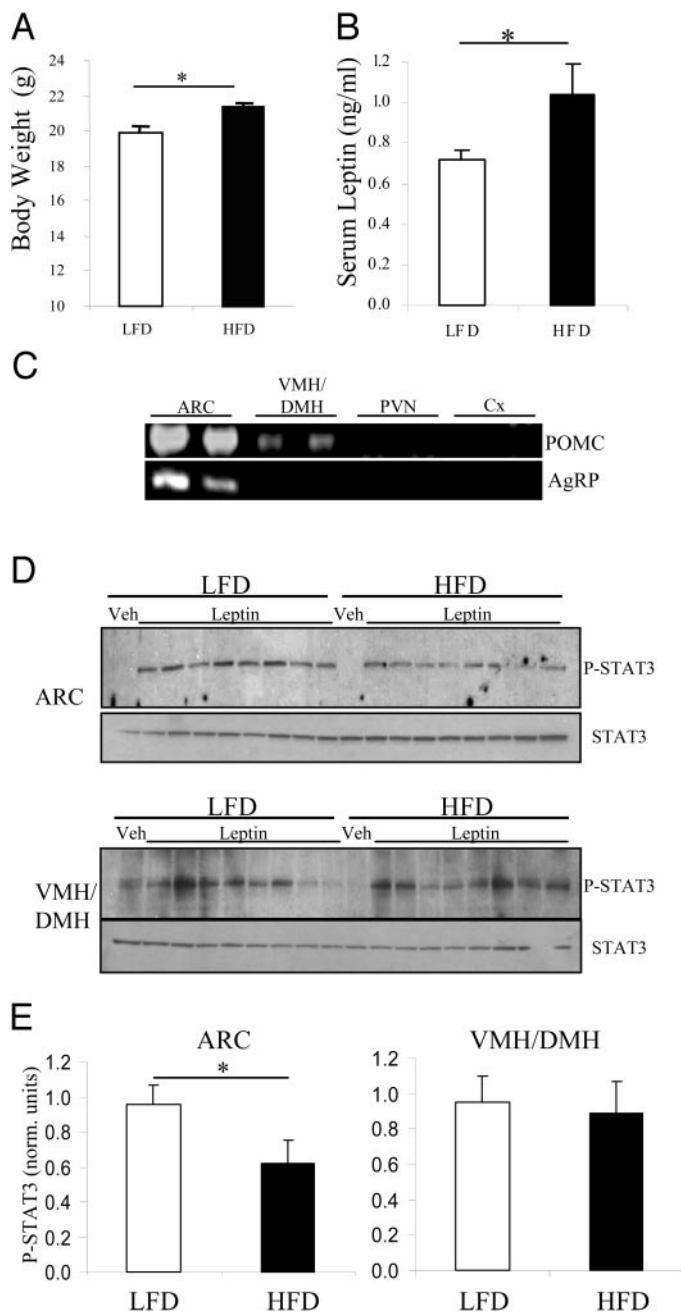 A
B
*
*
Body Weight (g)
24
22
20
18
16
14
12
10
LFD
HFD
Serum Leptin (ng/ml)
1.2
1.0
0.8
0.6
0.4
0.2
0.0
LFD
HFD
C
ARC
VMH/
DMH
PVN
Cx
POMC
AgRP
D
LFD
HFD
Veh
Leptin
Veh
Leptin
ARC
P-STAT3
STAT3
LFD
HFD
Veh
Leptin
Veh
Leptin
VMH/
DMH
P-STAT3
STAT3
E
ARC
P-STAT3 (norm. units)
1.2
1.0
0.8
0.6
0.4
0.2
0.0
*
LFD
HFD
VMH/DMH
1.2
1.0
0.8
0.6
0.4
0.2
0.0
LFD
HFD